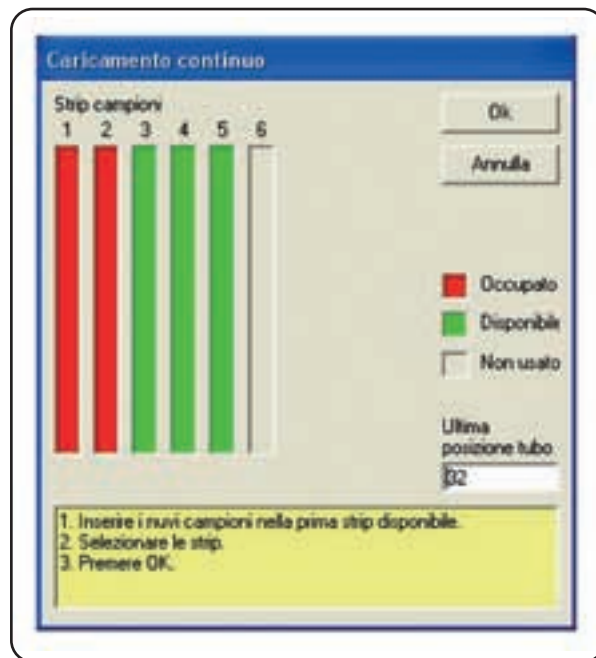 Caricamento continuo
Strip campioni
1 2 3 4 5 6
Ok
Annulla
Occupato
Disponibile
Non usato
Ultima
posizione tubo
32
1. Inserire i nuvi campioni nella prima strip disponibile.
2. Selezionare le strip.
3. Premere OK.